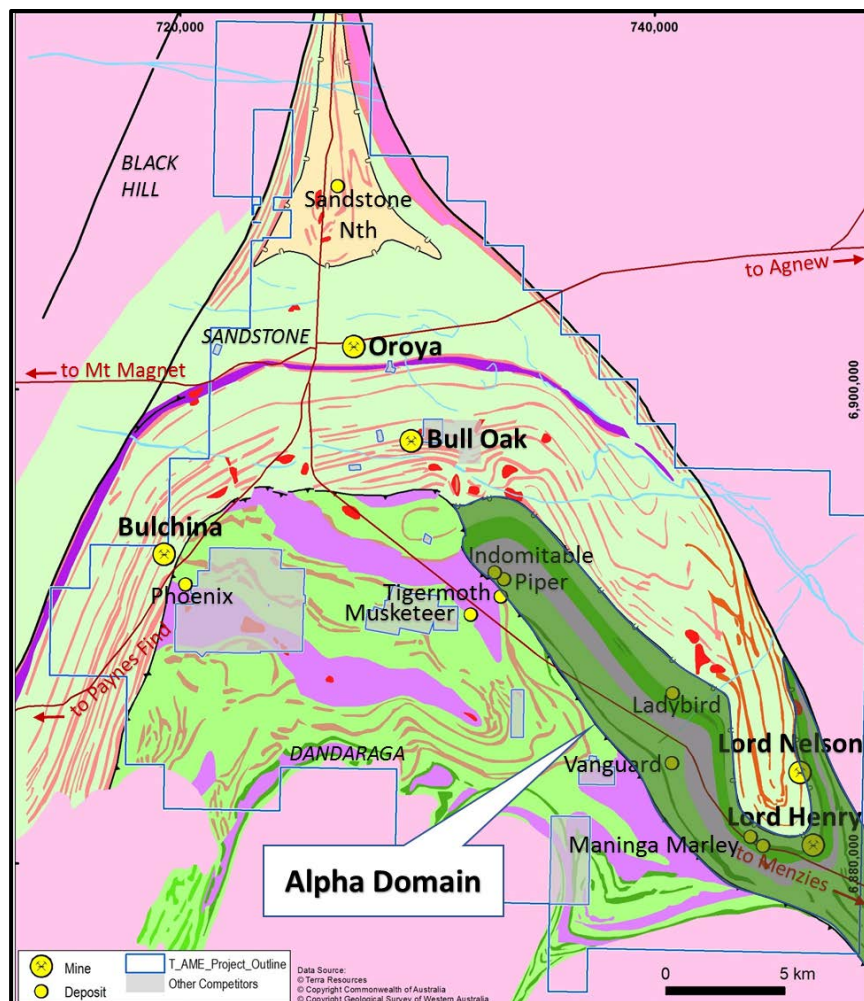 720,000
740,000
BLACK
HILL
Sandstone
Nth
to Agnew
SANDSTONE
Oroya
to Mt Magnet
6,900,000
Bull Oak
Bulchina
Indomitable
Piper
Phoenix
Tigermoth
Musketeer
to Paynes Find
Ladybird
DANDARAGA
Lord Nelson
Vanguard
Lord Henry
Maninga Marley
to Menzies
6,880,000
Alpha Domain
Mine
Deposit
T_AME_Project_Outline
Other Competitors
Data Source:
© Terra Resources
© Copyright Commonwealth of Australia
© Copyright Geological Survey of Western Australia
0 5 km